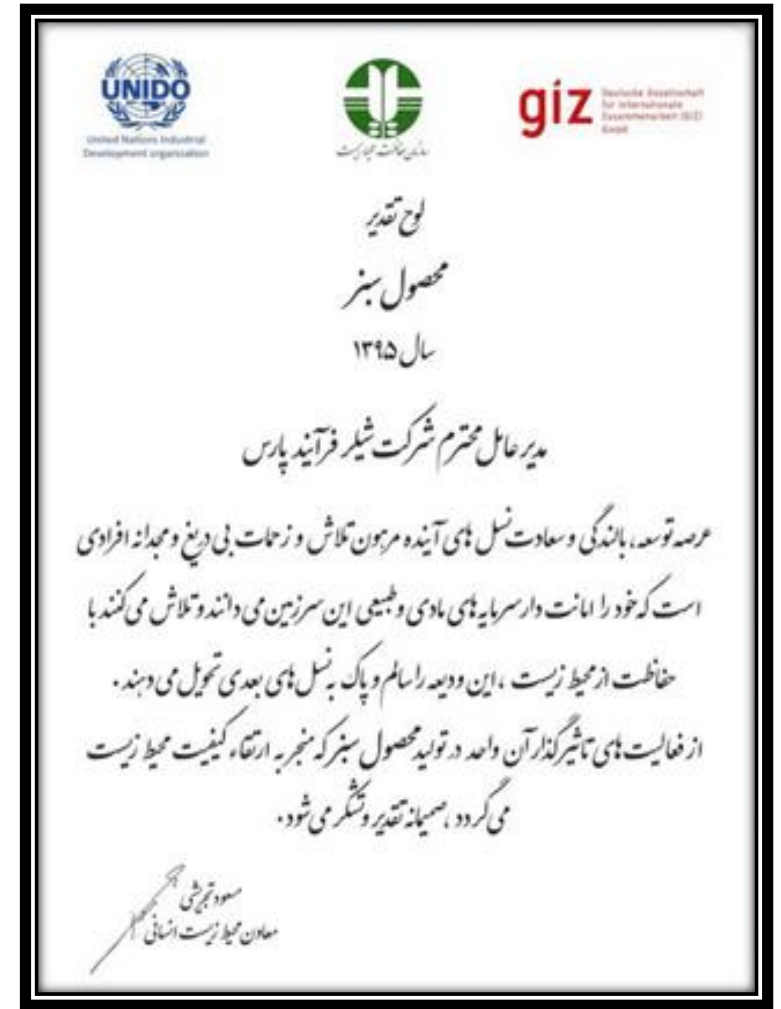 UNIDO
United Nations Industrial
Development organization
سازمان حفاظت محیط زیست
giz
Deutsche Gesellschaft
für Internationale
Zusammenarbeit (GIZ)
GmbH
لوح تقدیر
محصول سبز
سال ۱۳۹۵
مدیر عامل محترم شرکت شیلر فرآیند پارس
عرصه توسعه، بالندگی و سعادت نسل های آینده مرهون تلاش و زحمات بی دریغ و مجدانه افرادی
است که خود را امانت دار سرمایه های مادی و طبیعی این سرزمین می دانند و تلاش می کنند با
حفاظت از محیط زیست ، این ودیعه را سالم و پاک به نسل های بعدی تحویل می دهند .
از فعالیت های تاثیرگذار آن واحد در تولید محصول سبز که منجر به ارتقاء کیفیت محیط زیست
می گردد ، صمیمانه تقدیر و تشکر می شود .
مسعود تجریشی
معاون محیط زیست انسانی